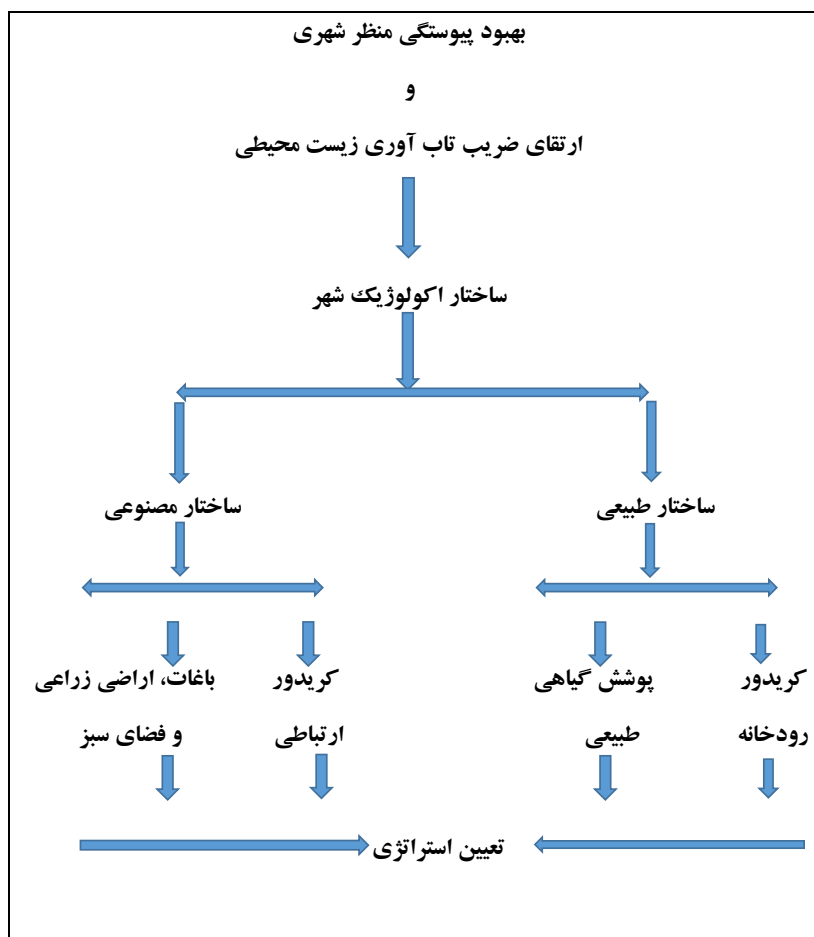 بهبود پیوستگی منظر شهری
و
ارتقای ضریب تاب آوری زیست محیطی
ساختار اکولوژیک شهر
ساختار طبیعی
ساختار مصنوعی
کریدور
رودخانه
پوشش گیاهی
طبیعی
کریدور
ارتباطی
باغات، اراضی زراعی
و فضای سبز
تعیین استراتژی